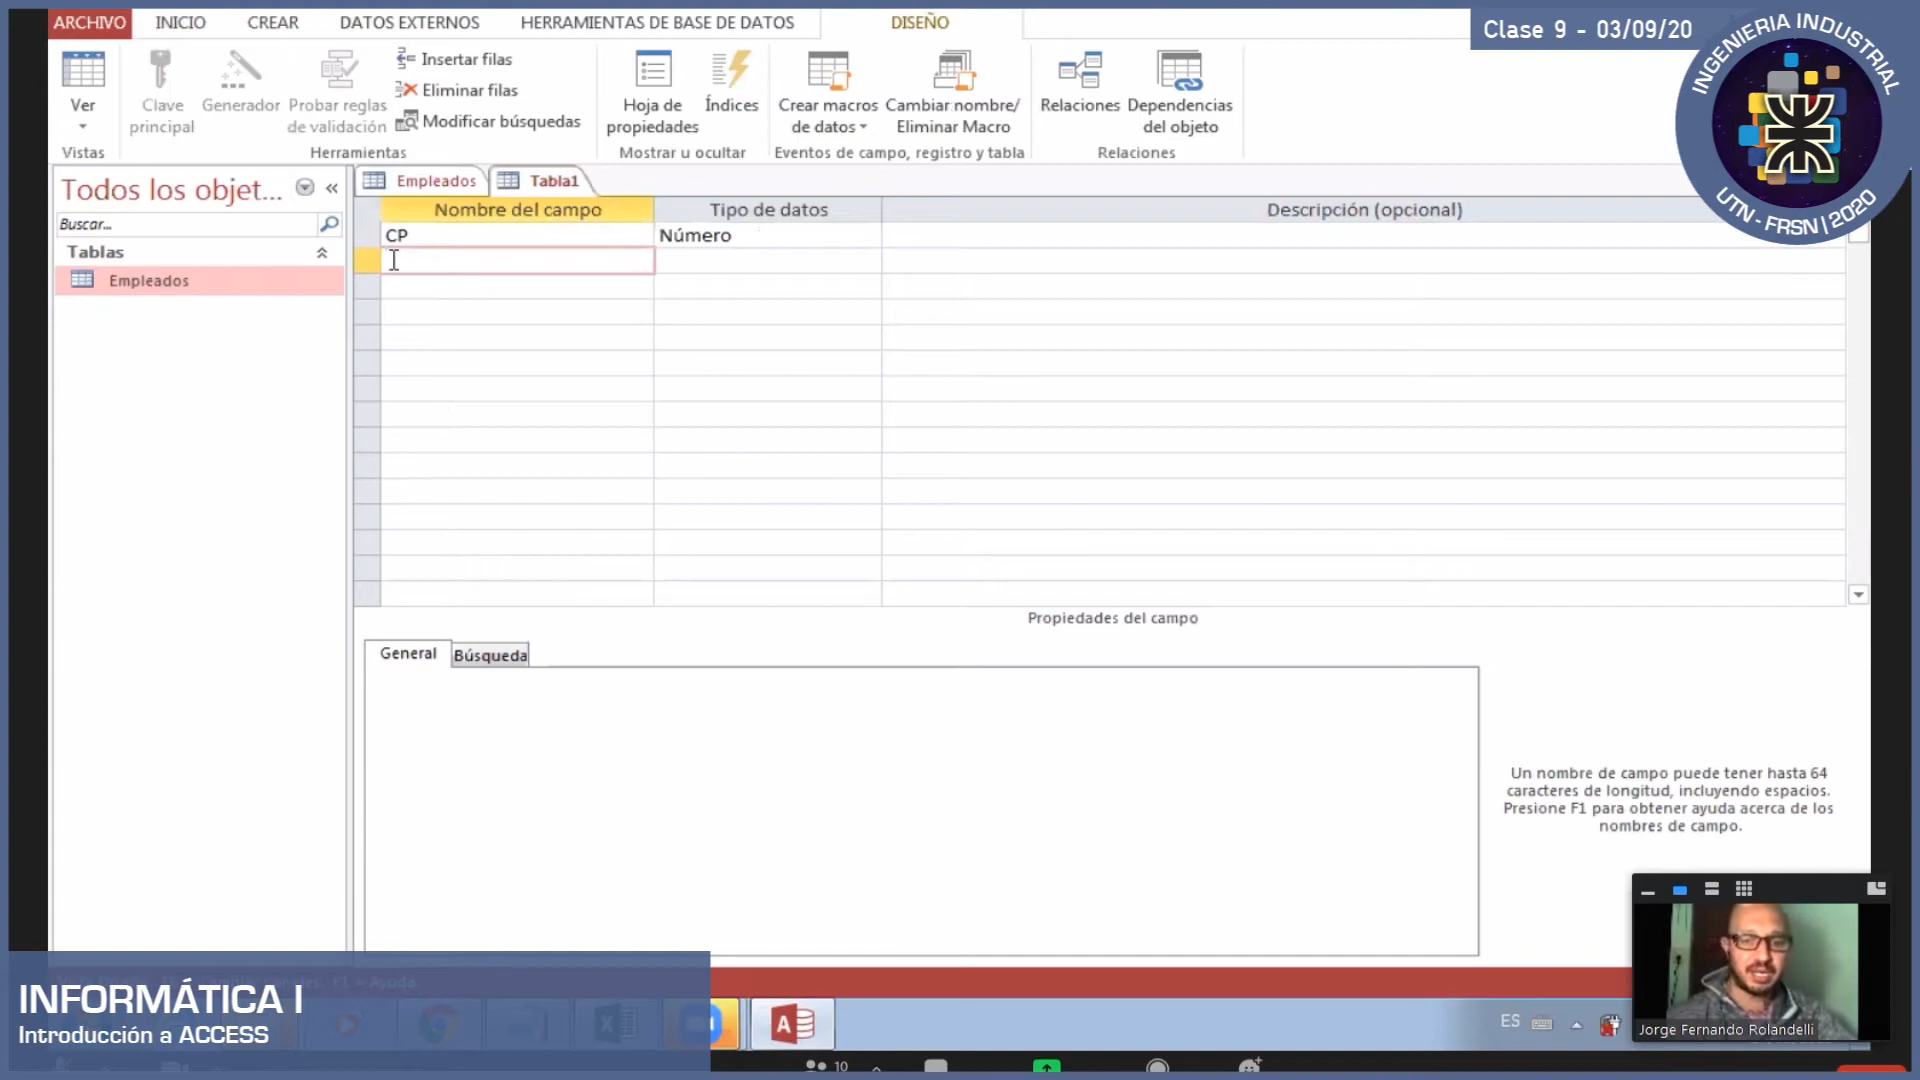 ARCHIVO INICIO CREAR DATOS EXTERNOS HERRAMIENTAS DE BASE DE DATOS DISEÑO
Clase 9 - 03/09/20
INGENIERIA INDUSTRIAL
UTN - FRSN | 2020
Ver
Vistas
Clave principal
Generador
Probar reglas de validación
Insertar filas
Eliminar filas
Modificar búsquedas
Herramientas
Hoja de propiedades
Índices
Mostrar u ocultar
Crear macros de datos
Cambiar nombre/ Eliminar Macro
Eventos de campo, registro y tabla
Relaciones
Dependencias del objeto
Relaciones
Todos los objet... «
Buscar...
Tablas
Empleados
Empleados Tabla1
Nombre del campo Tipo de datos Descripción (opcional)
CP Número
Propiedades del campo
General Búsqueda
Un nombre de campo puede tener hasta 64
caracteres de longitud, incluyendo espacios.
Presione F1 para obtener ayuda acerca de los
nombres de campo.
INFORMÁTICA I
Introducción a ACCESS
ES
Jorge Fernando Rolandelli
10